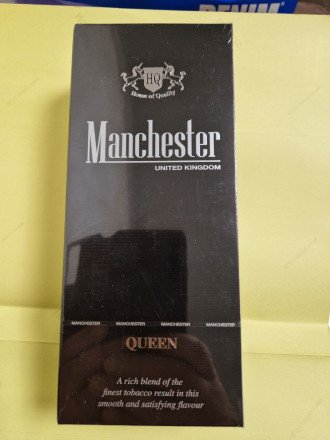 DENIM
HQ
House of Quality
Manchester
UNITED KINGDOM
MANCHESTER MANCHESTER MANCHESTER MANCHESTER
QUEEN
A rich blend of the
finest tobacco result in this
smooth and satisfying flavour